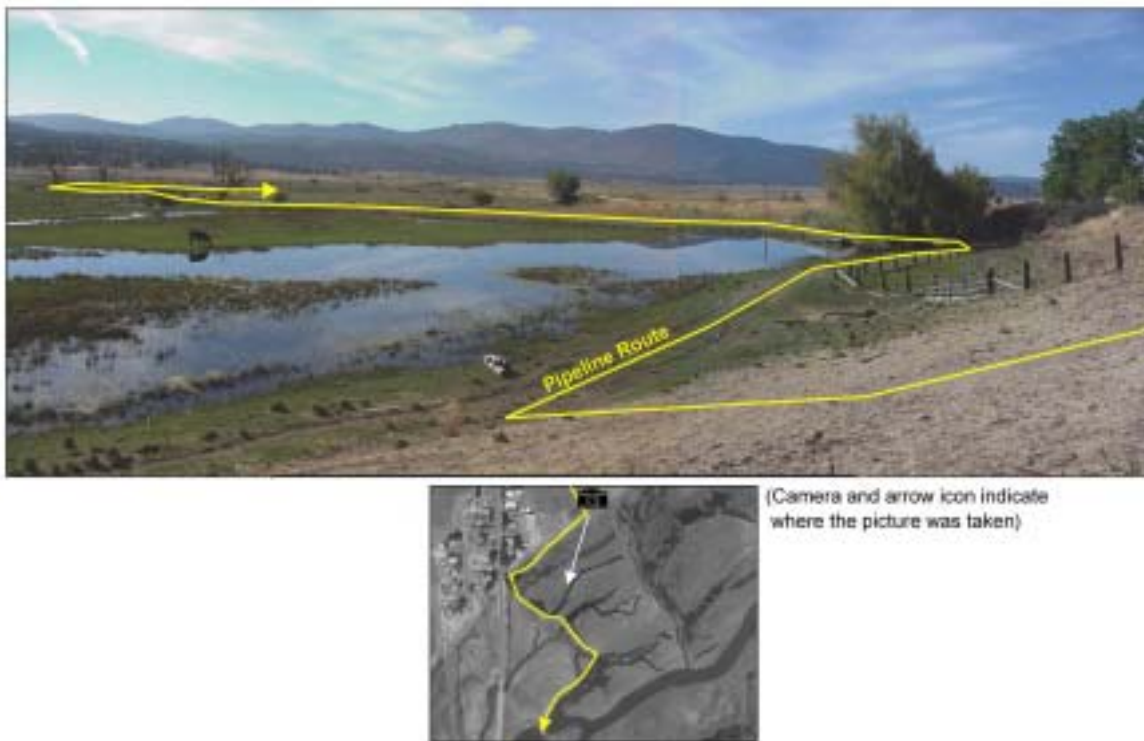 Pipeline Route
(Camera and arrow icon indicate
where the picture was taken)